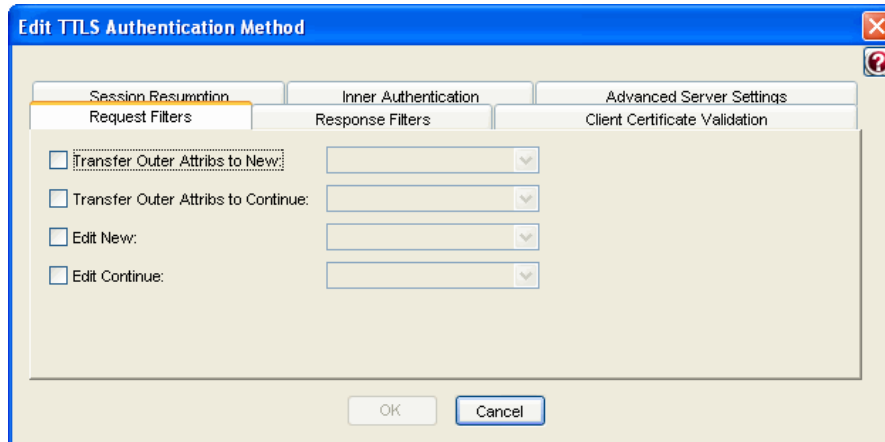 Edit TTLS Authentication Method
?
Session Resumption Inner Authentication Advanced Server Settings
Request Filters Response Filters Client Certificate Validation
Transfer Outer Attribs to New:
Transfer Outer Attribs to Continue:
Edit New:
Edit Continue:
OK Cancel